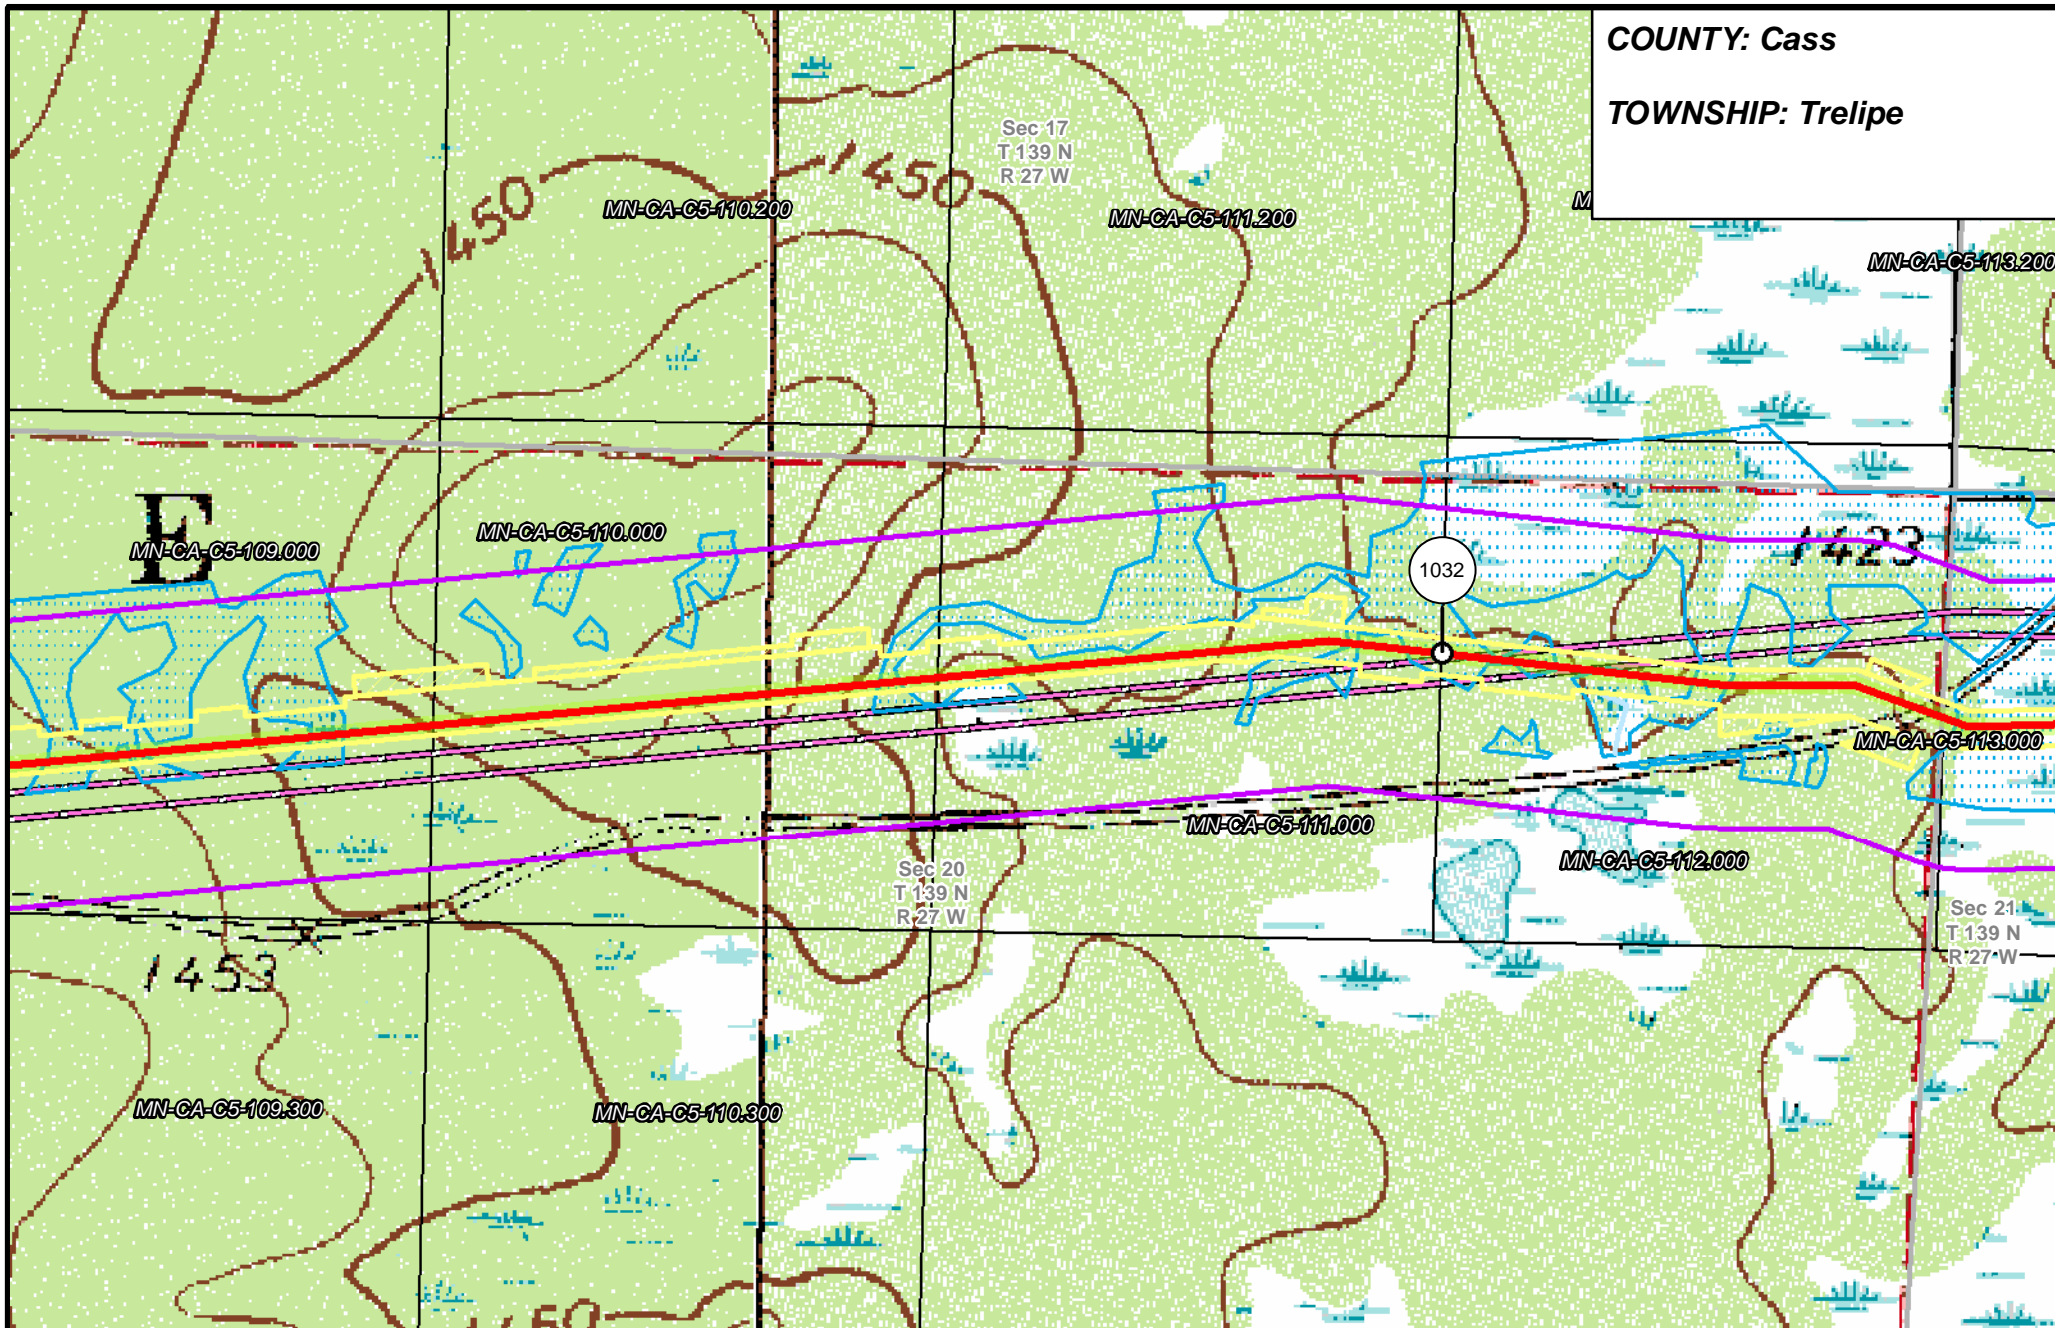 COUNTY: Cass
TOWNSHIP: Trelipe
Sec 17
T 139 N
R 27 W
1450
1450
MN-CA-C5-110.200
MN-CA-C5-111.200
M
MN-CA-C5-113.200
E
MN-CA-C5-109.000
MN-CA-C5-110.000
1423
1032
MN-CA-C5-113.000
MN-CA-C5-111.000
MN-CA-C5-112.000
Sec 20
T 139 N
R 27 W
Sec 21
T 139 N
R 27 W
1453
MN-CA-C5-109.300
MN-CA-C5-110.300